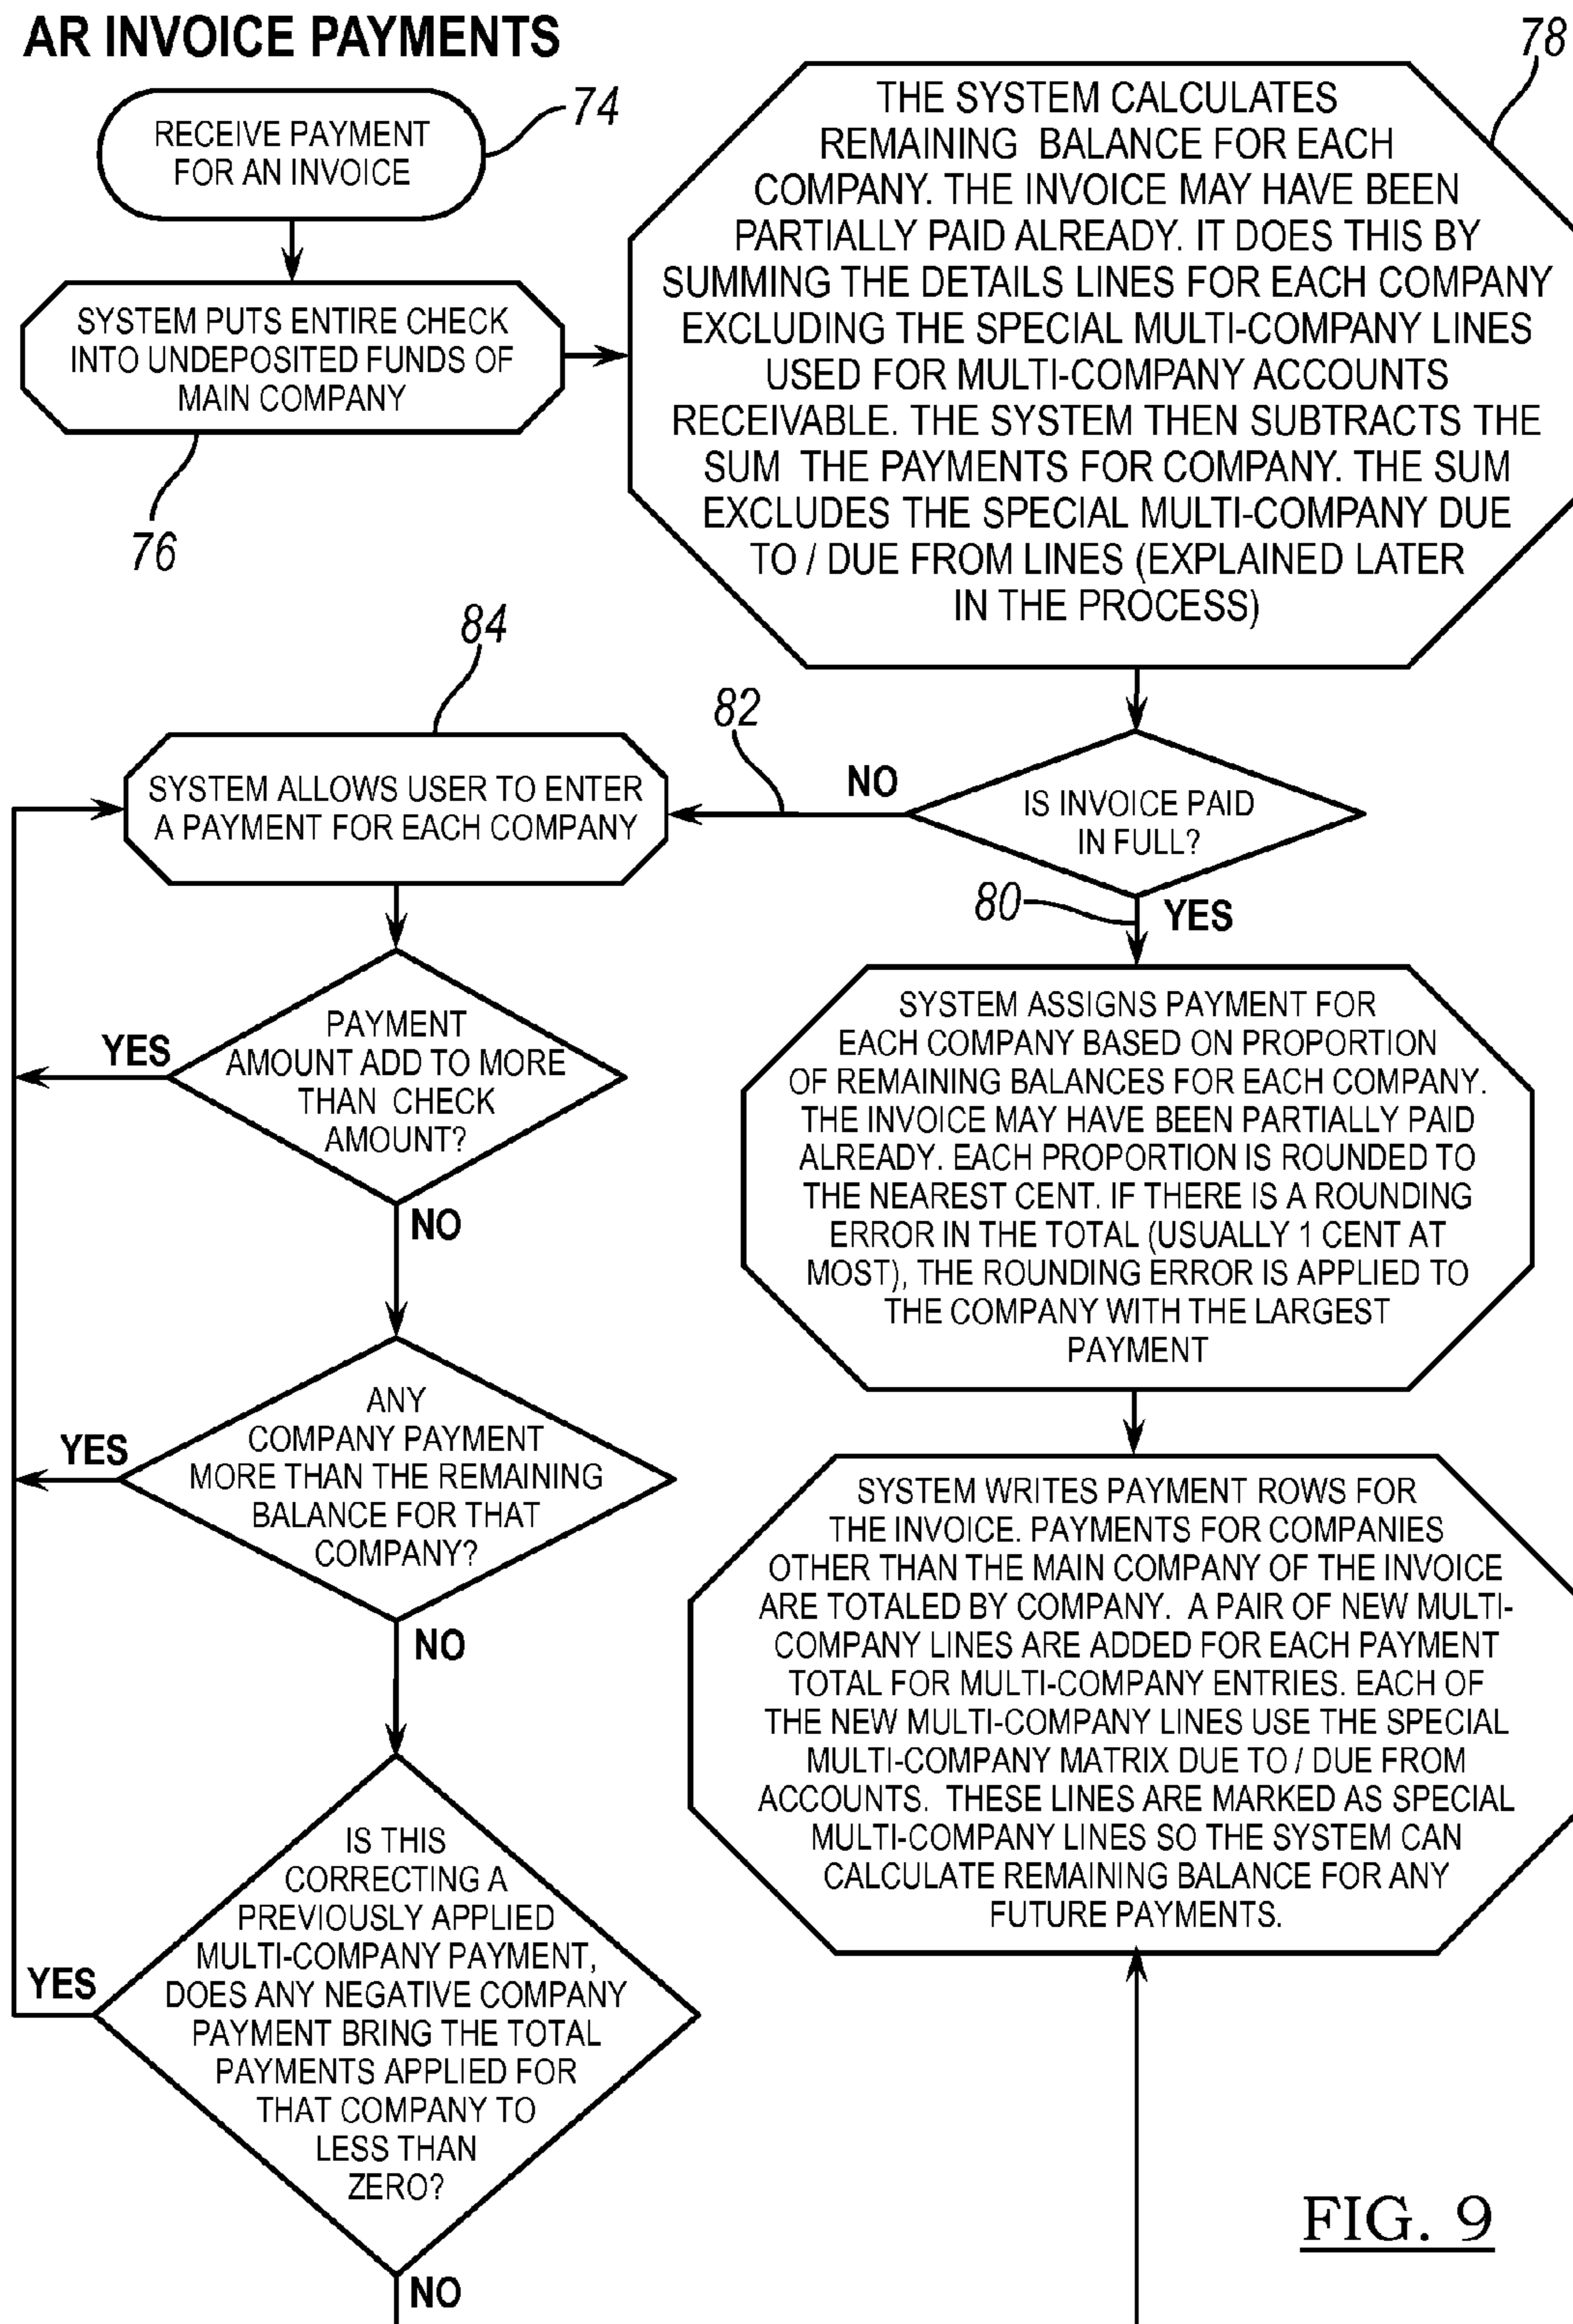 AR INVOICE PAYMENTS
74
RECEIVE PAYMENT
FOR AN INVOICE
SYSTEM PUTS ENTIRE CHECK
INTO UNDEPOSITED FUNDS OF
MAIN COMPANY
76
78
THE SYSTEM CALCULATES
REMAINING BALANCE FOR EACH
COMPANY. THE INVOICE MAY HAVE BEEN
PARTIALLY PAID ALREADY. IT DOES THIS BY
SUMMING THE DETAILS LINES FOR EACH COMPANY
EXCLUDING THE SPECIAL MULTI-COMPANY LINES
USED FOR MULTI-COMPANY ACCOUNTS
RECEIVABLE. THE SYSTEM THEN SUBTRACTS THE
SUM THE PAYMENTS FOR COMPANY. THE SUM
EXCLUDES THE SPECIAL MULTI-COMPANY DUE
TO / DUE FROM LINES (EXPLAINED LATER
IN THE PROCESS)
IS INVOICE PAID
IN FULL?
NO
82
84
SYSTEM ALLOWS USER TO ENTER
A PAYMENT FOR EACH COMPANY
PAYMENT
AMOUNT ADD TO MORE
THAN CHECK
AMOUNT?
YES
NO
ANY
COMPANY PAYMENT
MORE THAN THE REMAINING
BALANCE FOR THAT
COMPANY?
YES
NO
IS THIS
CORRECTING A
PREVIOUSLY APPLIED
MULTI-COMPANY PAYMENT,
DOES ANY NEGATIVE COMPANY
PAYMENT BRING THE TOTAL
PAYMENTS APPLIED FOR
THAT COMPANY TO
LESS THAN
ZERO?
YES
NO
80
YES
SYSTEM ASSIGNS PAYMENT FOR
EACH COMPANY BASED ON PROPORTION
OF REMAINING BALANCES FOR EACH COMPANY.
THE INVOICE MAY HAVE BEEN PARTIALLY PAID
ALREADY. EACH PROPORTION IS ROUNDED TO
THE NEAREST CENT. IF THERE IS A ROUNDING
ERROR IN THE TOTAL (USUALLY 1 CENT AT
MOST), THE ROUNDING ERROR IS APPLIED TO
THE COMPANY WITH THE LARGEST
PAYMENT
SYSTEM WRITES PAYMENT ROWS FOR
THE INVOICE. PAYMENTS FOR COMPANIES
OTHER THAN THE MAIN COMPANY OF THE INVOICE
ARE TOTALED BY COMPANY. A PAIR OF NEW MULTI-
COMPANY LINES ARE ADDED FOR EACH PAYMENT
TOTAL FOR MULTI-COMPANY ENTRIES. EACH OF
THE NEW MULTI-COMPANY LINES USE THE SPECIAL
MULTI-COMPANY MATRIX DUE TO / DUE FROM
ACCOUNTS. THESE LINES ARE MARKED AS SPECIAL
MULTI-COMPANY LINES SO THE SYSTEM CAN
CALCULATE REMAINING BALANCE FOR ANY
FUTURE PAYMENTS.
FIG. 9